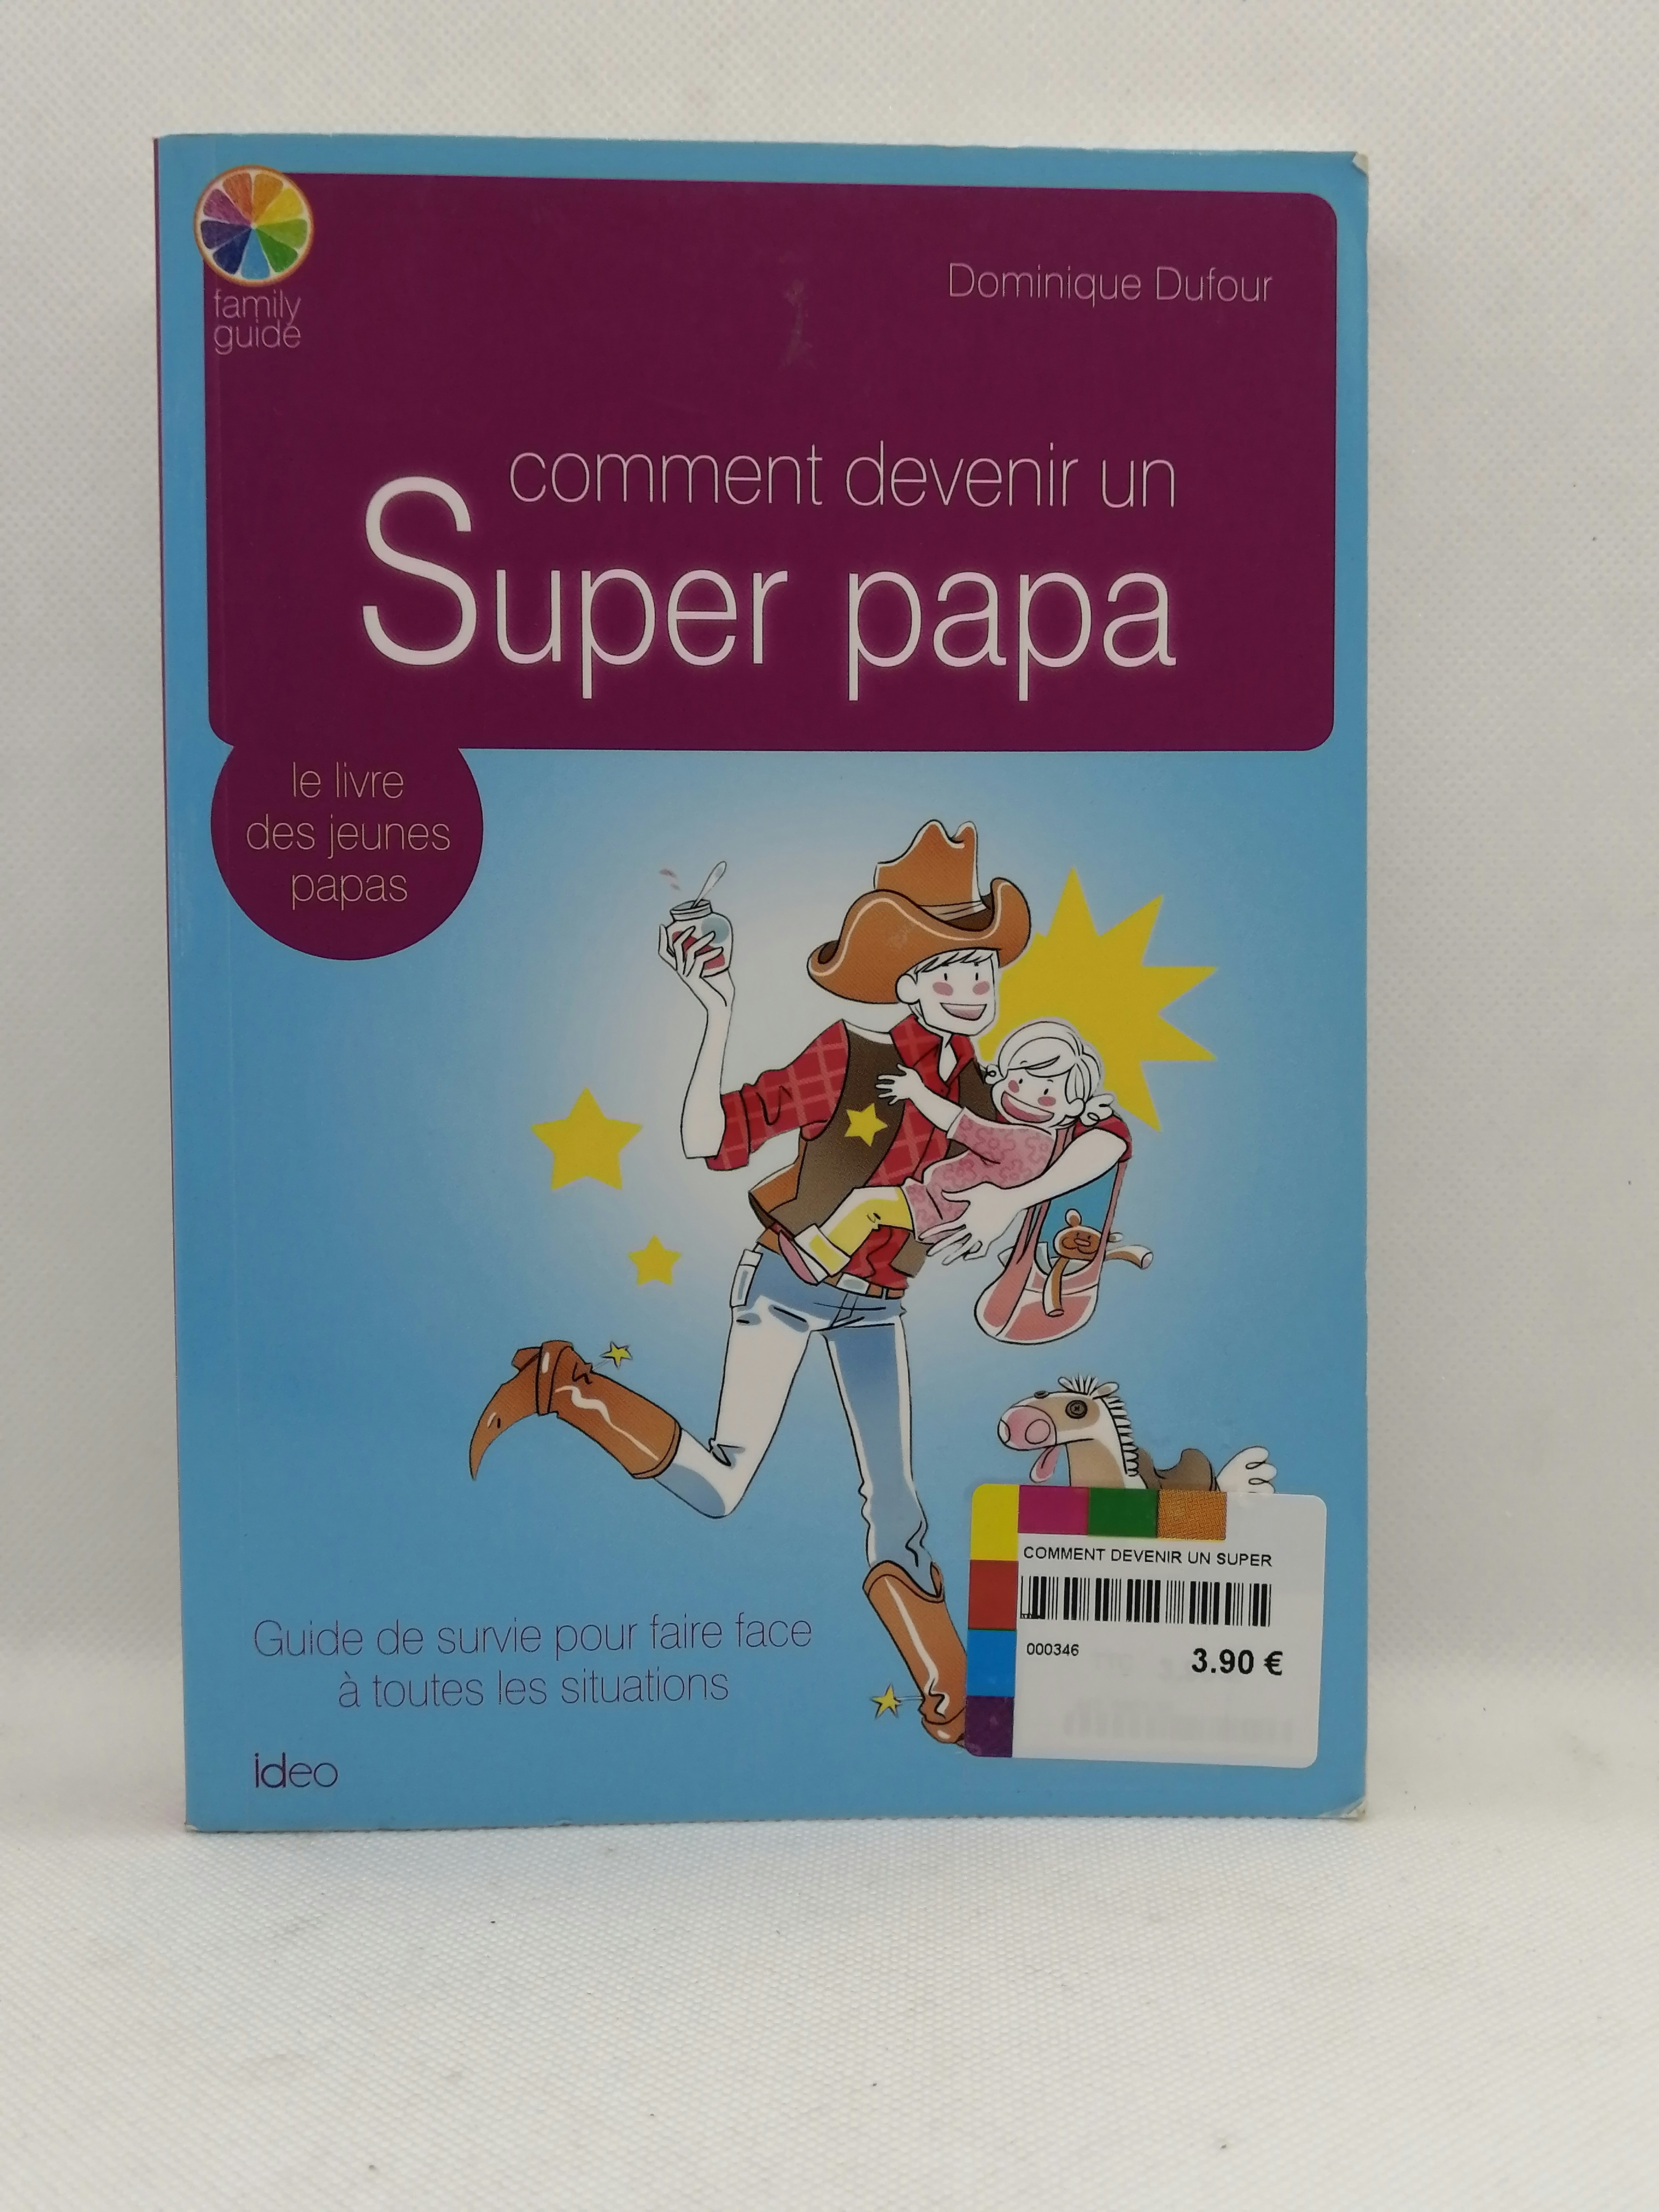 family
guide
Dominique Dufour
comment devenir un
Super papa
le livre
des jeunes
papas
COMMENT DEVENIR UN SUPER
000346
3.90 €
Guide de survie pour faire face
à toutes les situations
ideo